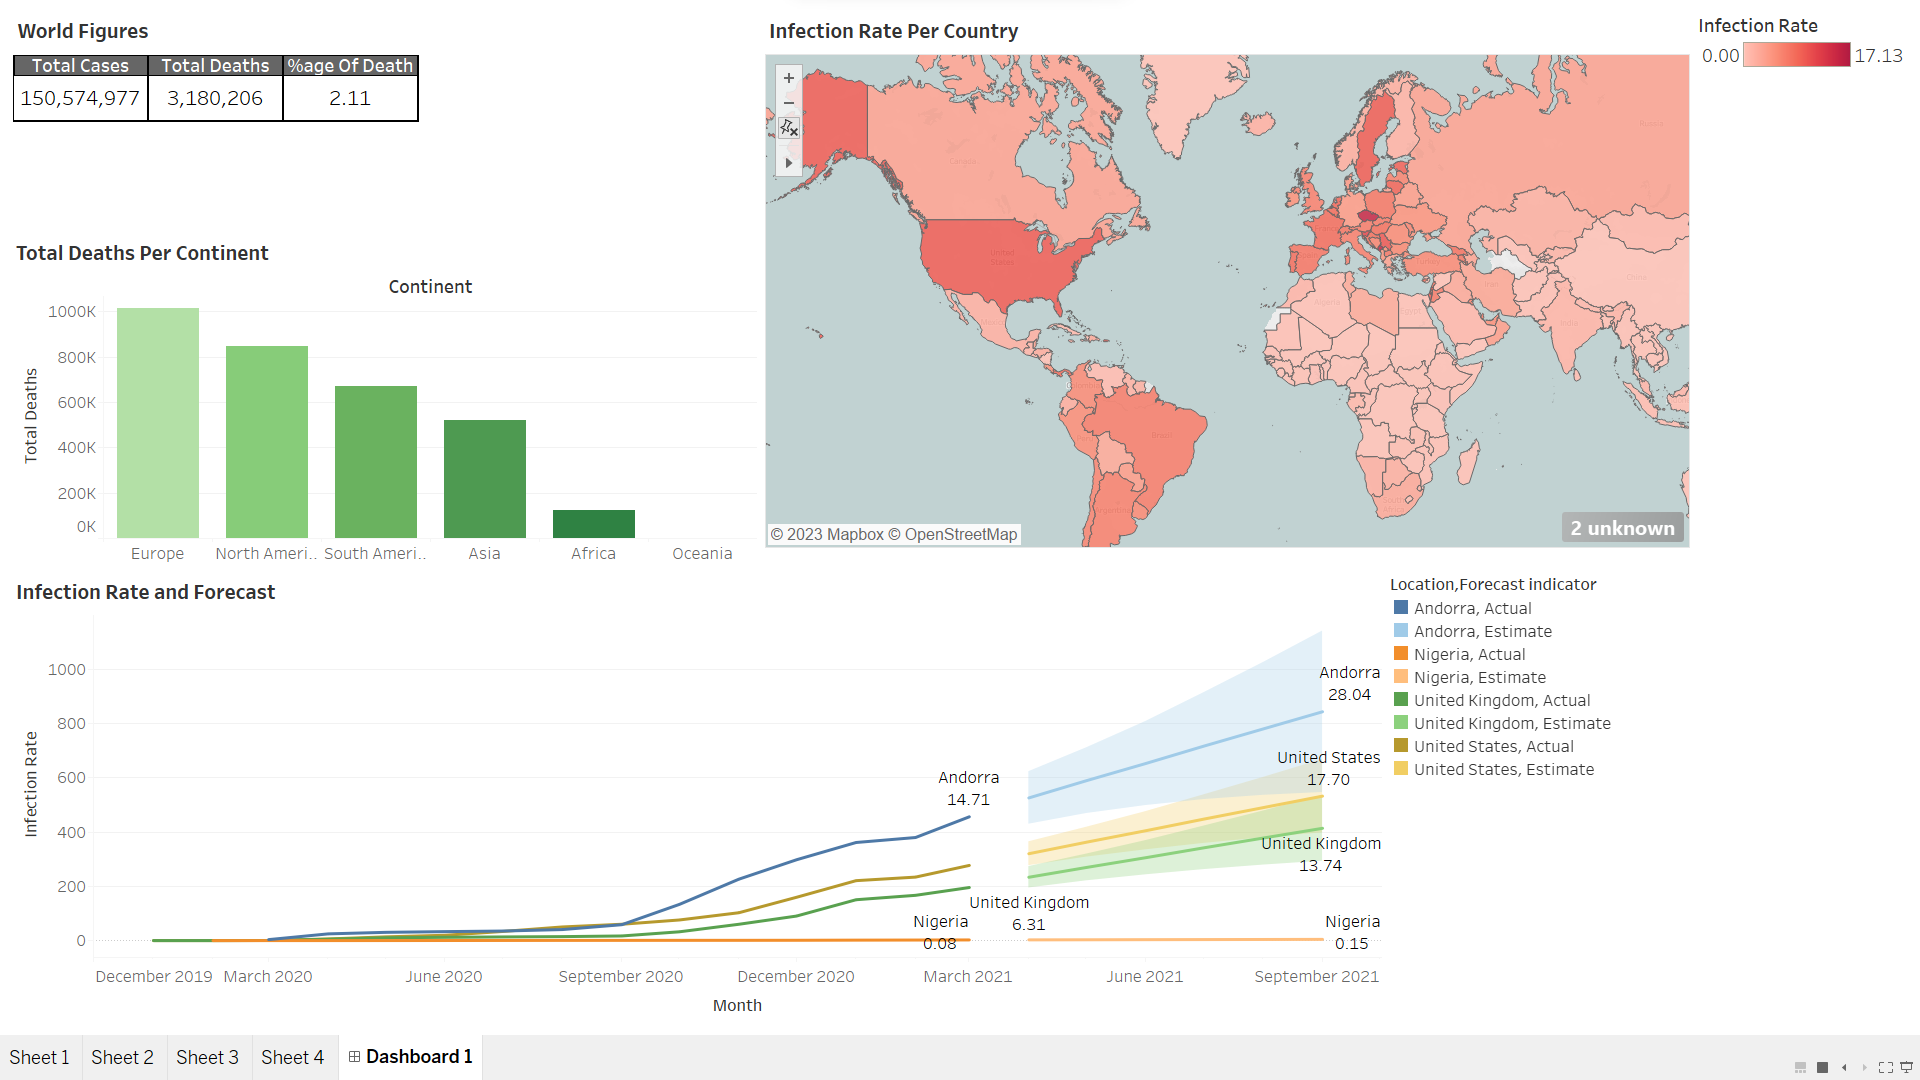 World Figures
Total Cases Total Deaths %age Of Death
150,574,977 3,180,206 2.11
Infection Rate Per Country
Infection Rate
0.00 17.13
+
−
© 2023 Mapbox © OpenStreetMap
2 unknown
Total Deaths Per Continent
Continent
Total Deaths
1000K
800K
600K
400K
200K
0K
Europe North Ameri.. South Ameri.. Asia Africa Oceania
Infection Rate and Forecast
Infection Rate
1000
800
600
400
200
0
Andorra
14.71
United Kingdom
6.31
Nigeria
0.08
Andorra
28.04
United States
17.70
United Kingdom
13.74
Nigeria
0.15
December 2019 March 2020 June 2020 September 2020 December 2020 March 2021 June 2021 September 2021
Month
Location,Forecast indicator
Andorra, Actual
Andorra, Estimate
Nigeria, Actual
Nigeria, Estimate
United Kingdom, Actual
United Kingdom, Estimate
United States, Actual
United States, Estimate
Sheet 1 Sheet 2 Sheet 3 Sheet 4 Dashboard 1